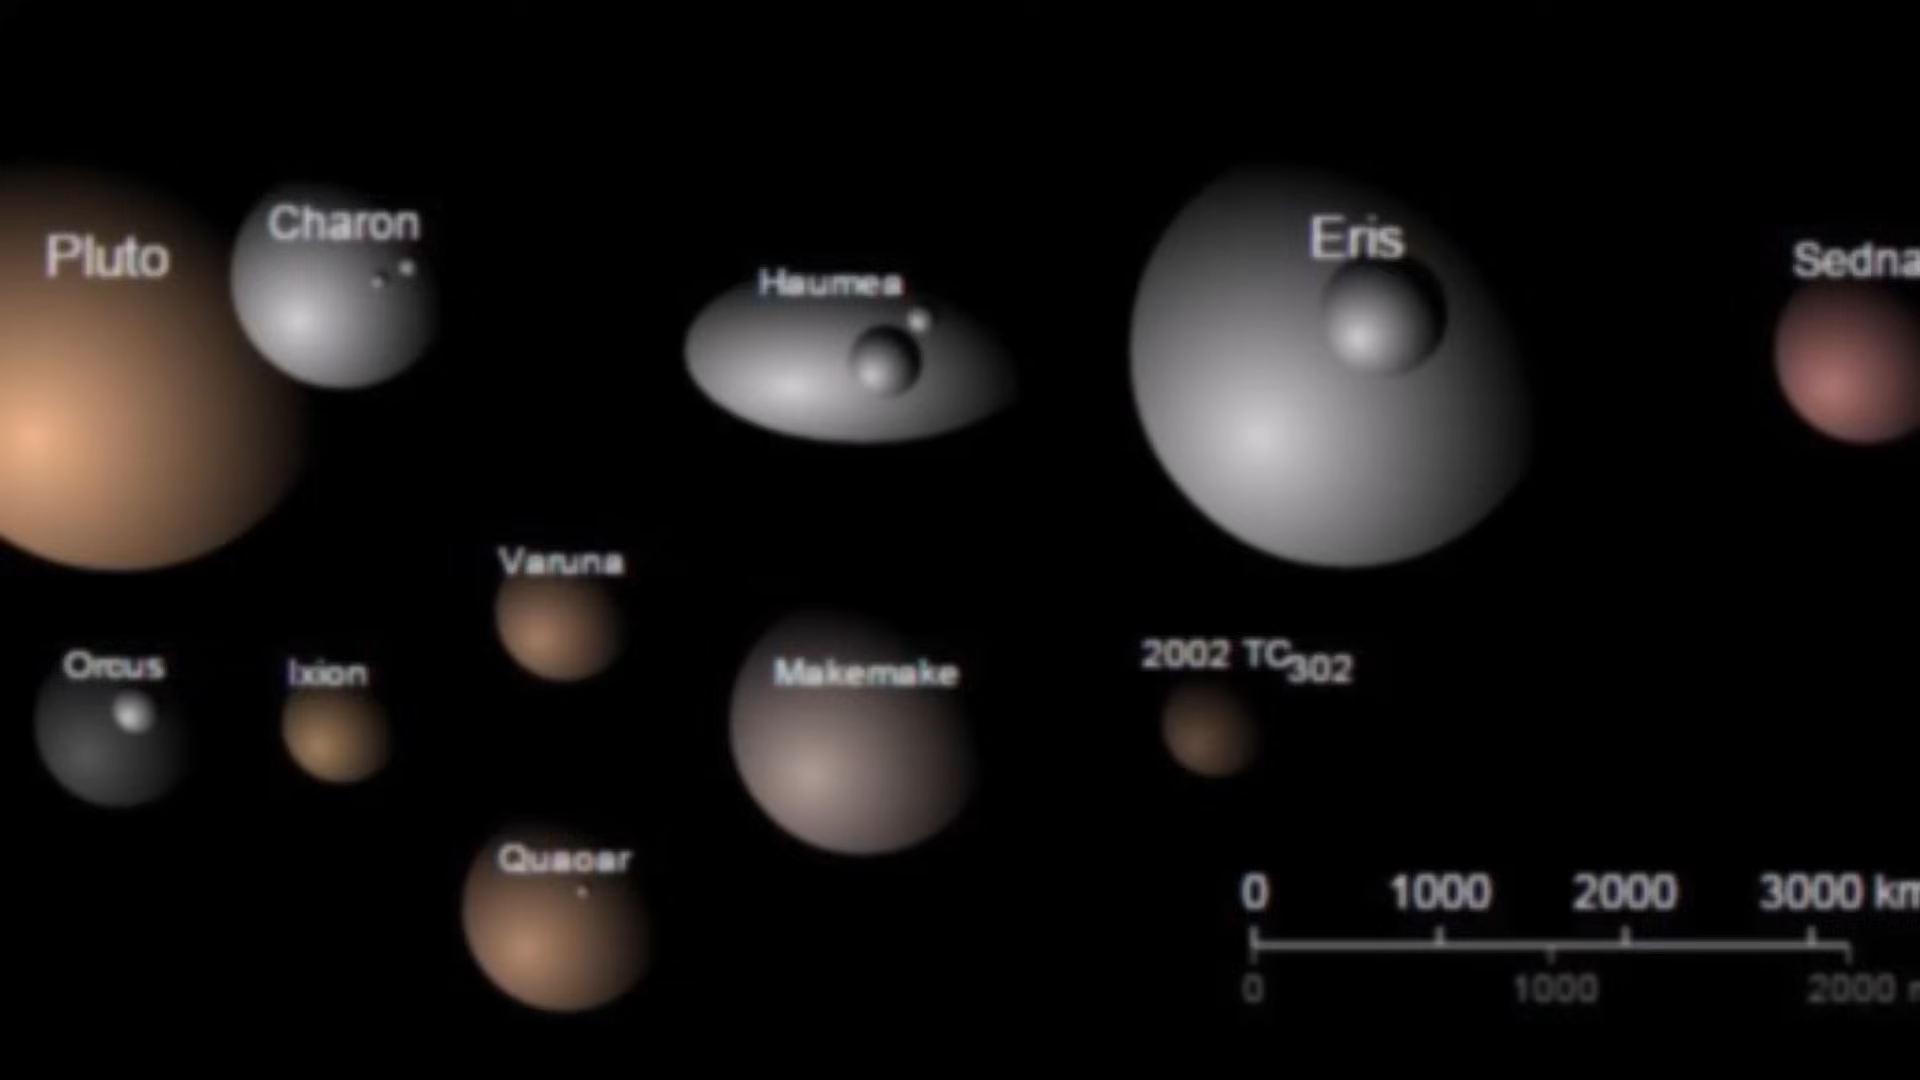 Pluto
Charon
Haumea
Eris
Sedna
Varuna
Orcus
Ixion
Makemake
2002 TC302
Quaoar
0 1000 2000 3000 km
0 1000 2000